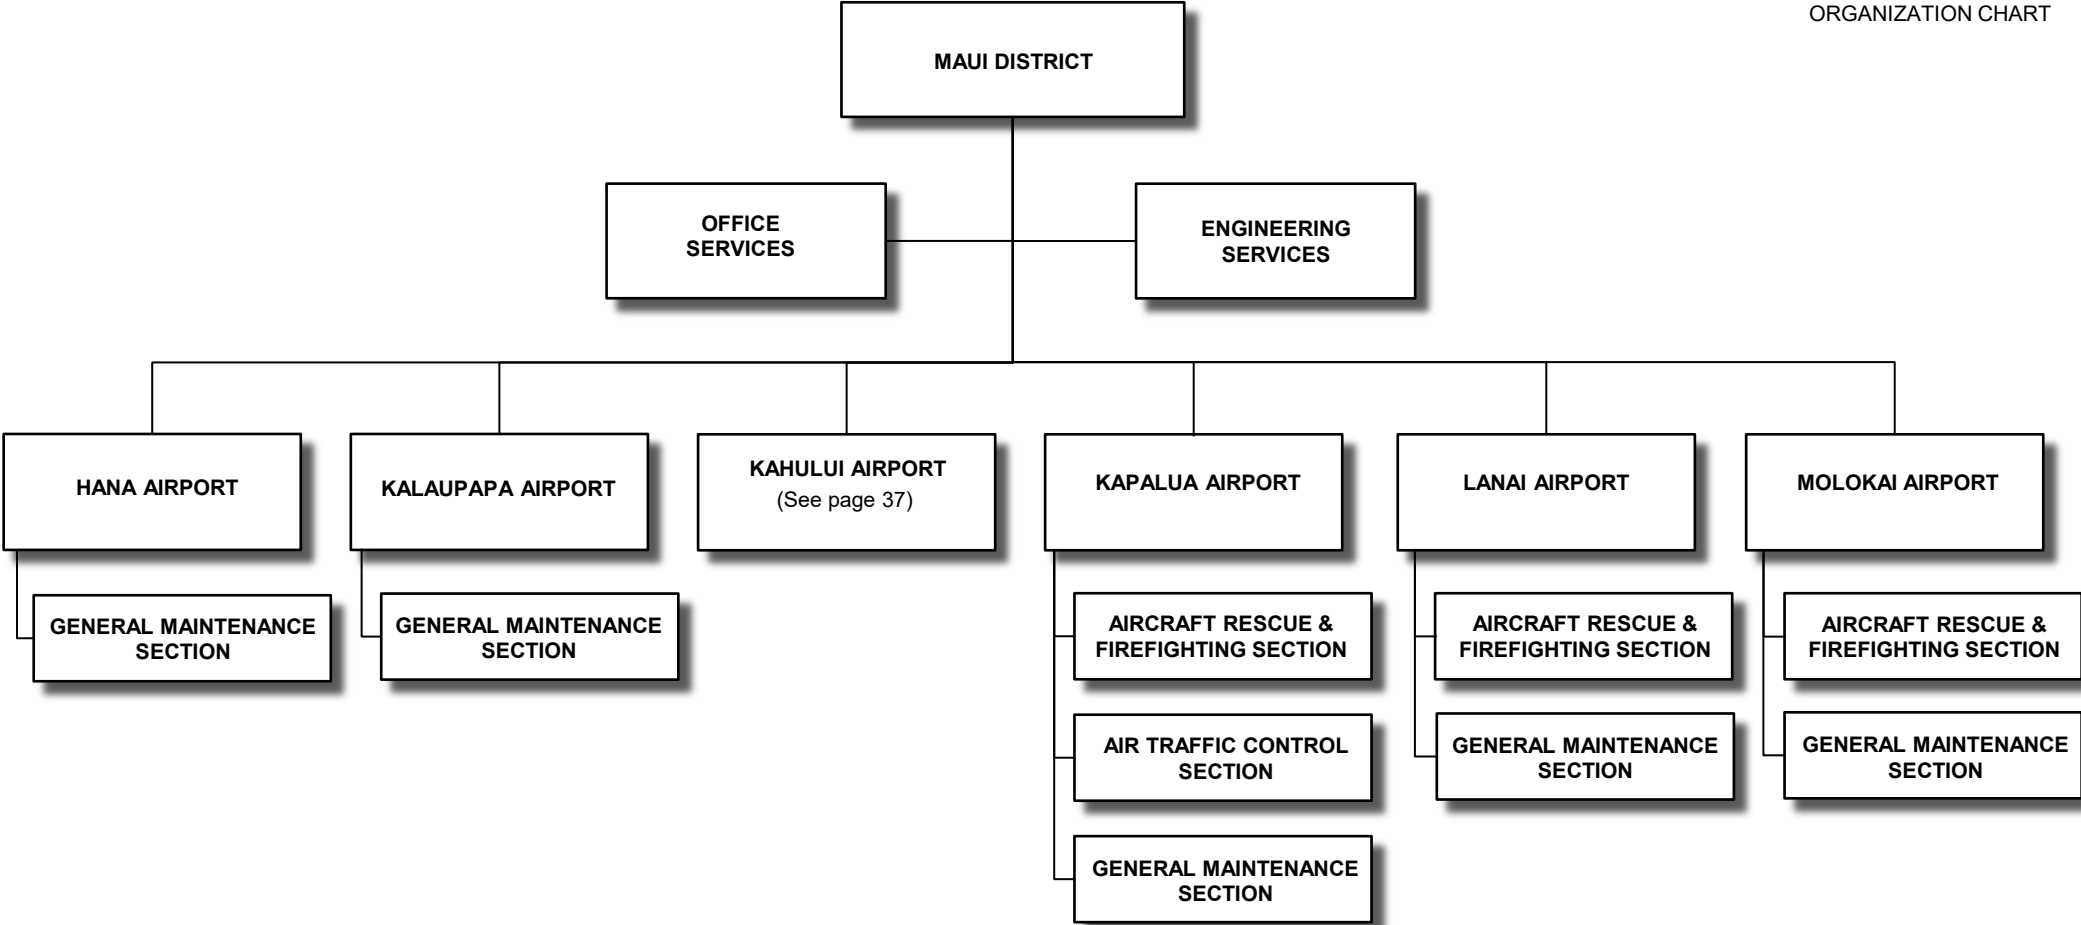 ORGANIZATION CHART
MAUI DISTRICT
OFFICE
SERVICES
ENGINEERING
SERVICES
HANA AIRPORT
KALAUPAPA AIRPORT
KAHULUI AIRPORT
(See page 37)
KAPALUA AIRPORT
LANAI AIRPORT
MOLOKAI AIRPORT
GENERAL MAINTENANCE
SECTION
GENERAL MAINTENANCE
SECTION
AIRCRAFT RESCUE &
FIREFIGHTING SECTION
AIR TRAFFIC CONTROL
SECTION
GENERAL MAINTENANCE
SECTION
AIRCRAFT RESCUE &
FIREFIGHTING SECTION
GENERAL MAINTENANCE
SECTION
AIRCRAFT RESCUE &
FIREFIGHTING SECTION
GENERAL MAINTENANCE
SECTION